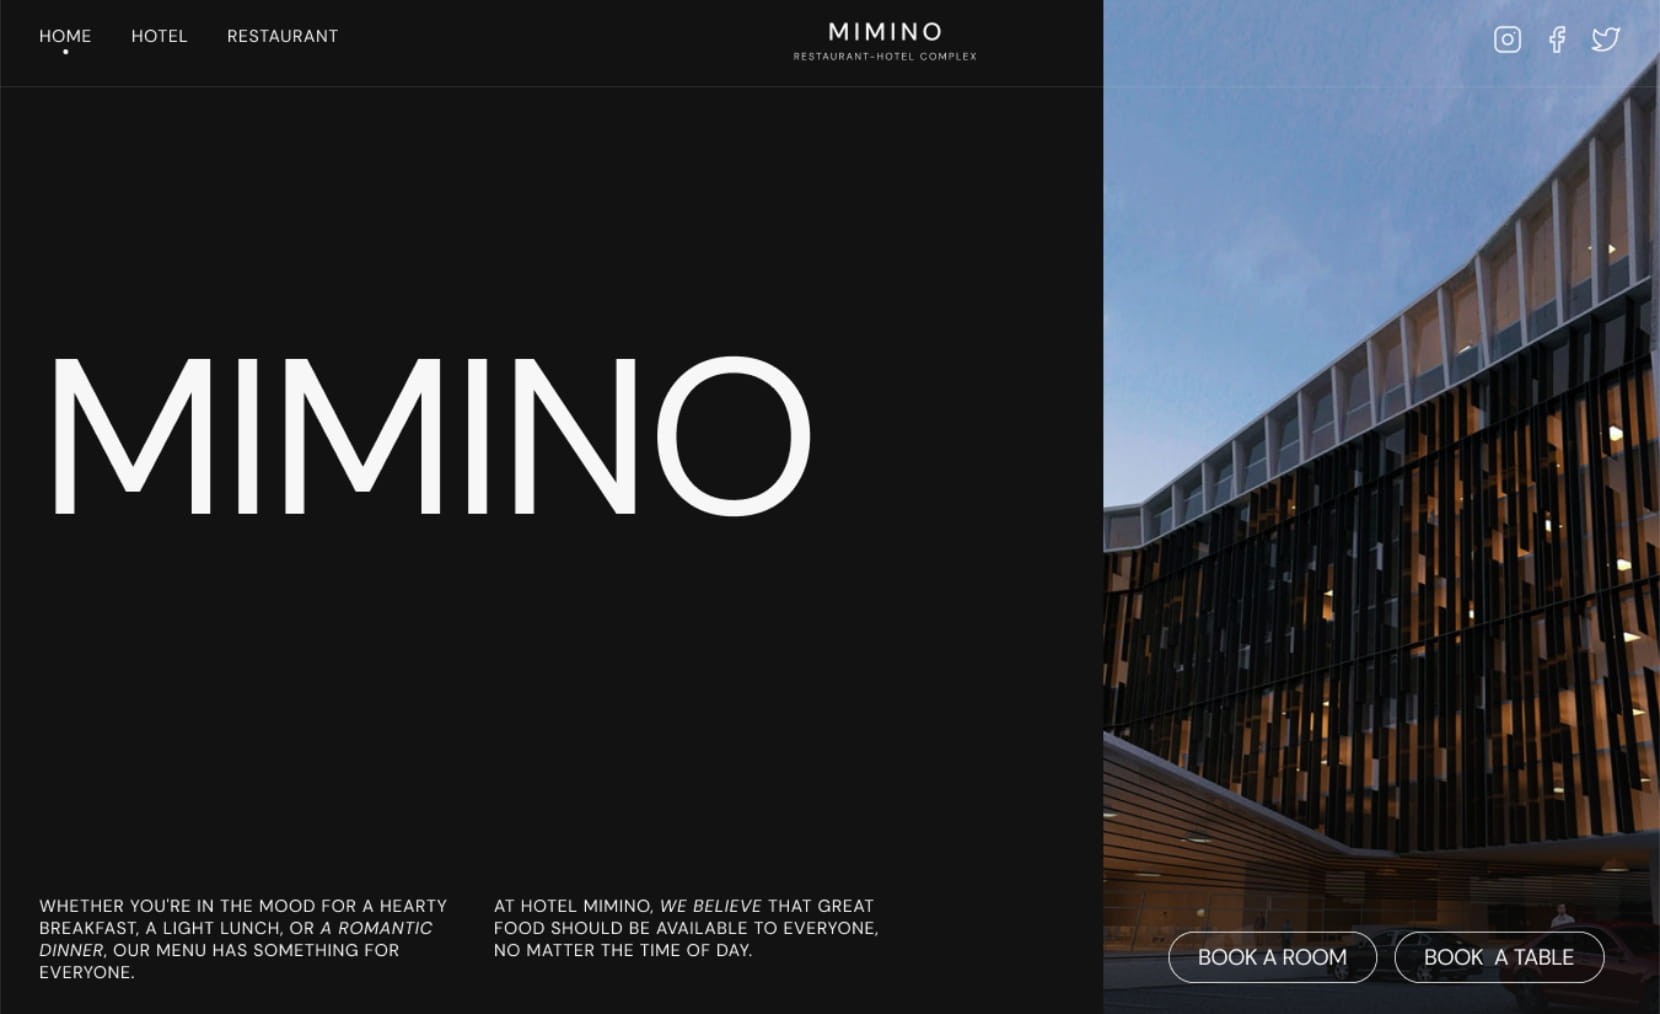 HOME HOTEL RESTAURANT
MIMINO
RESTAURANT-HOTEL COMPLEX
MIMINO
WHETHER YOU'RE IN THE MOOD FOR A HEARTY
BREAKFAST, A LIGHT LUNCH, OR A ROMANTIC
DINNER, OUR MENU HAS SOMETHING FOR
EVERYONE.
AT HOTEL MIMINO, WE BELIEVE THAT GREAT
FOOD SHOULD BE AVAILABLE TO EVERYONE,
NO MATTER THE TIME OF DAY.
BOOK A ROOM
BOOK A TABLE